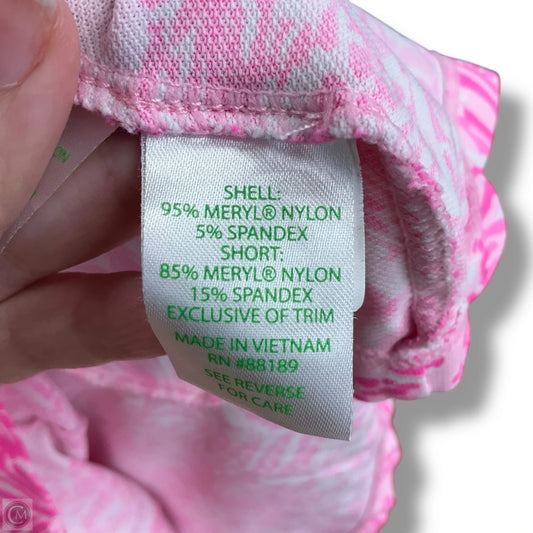 SHELL:
95% MERYL® NYLON
5% SPANDEX
SHORT:
85% MERYL® NYLON
15% SPANDEX
EXCLUSIVE OF TRIM
MADE IN VIETNAM
RN #88189
SEE REVERSE
FOR CARE